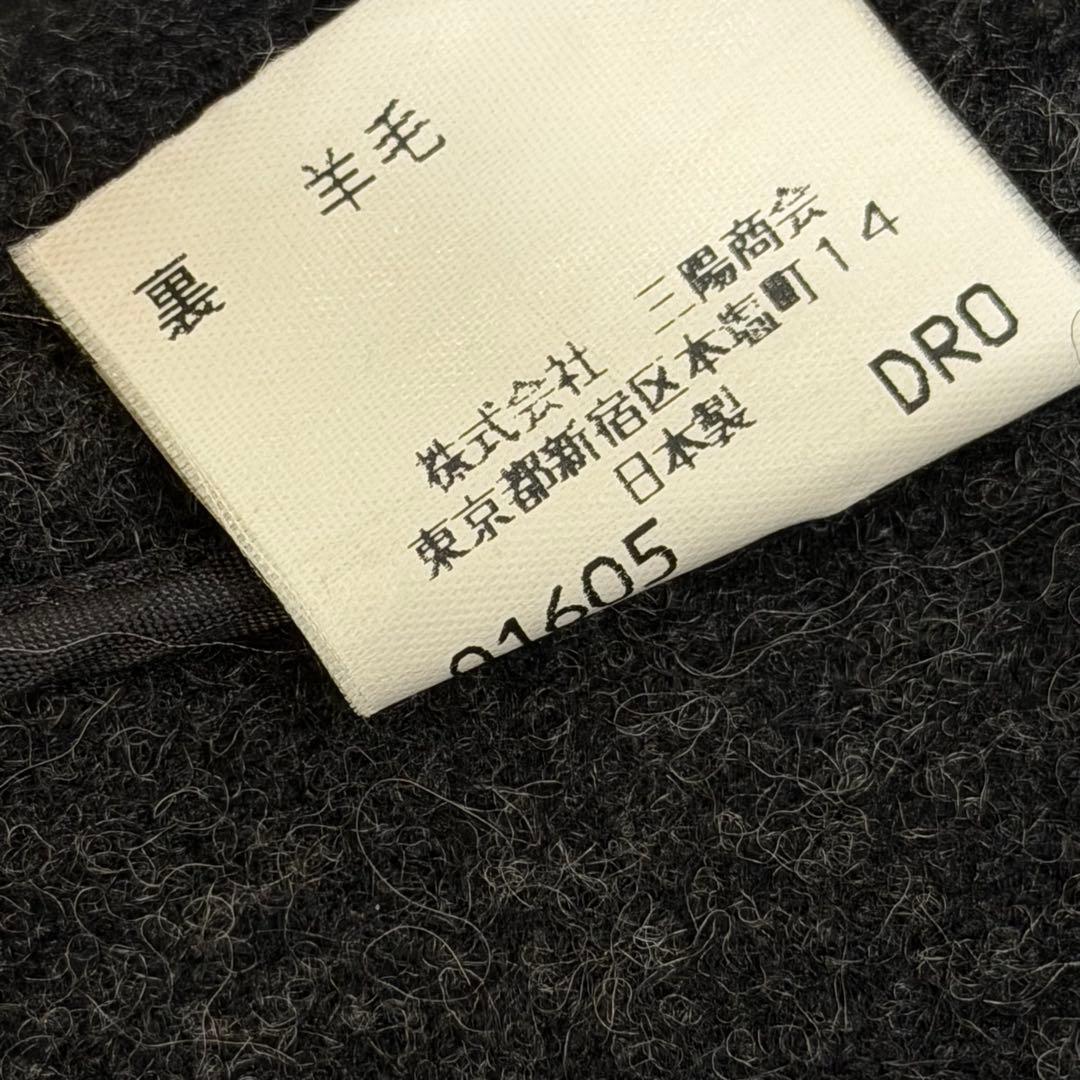 裏 羊毛
株式会社 三陽商会
東京都新宿区本塩町14
日本製
DRO
01605